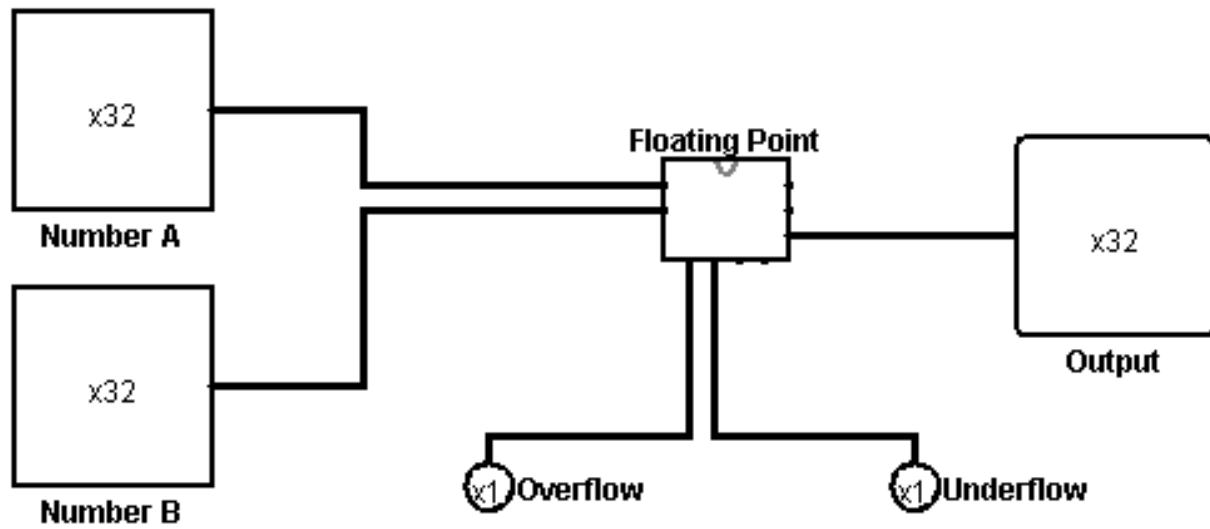 x32
Number A
Floating Point
x32
Output
x32
Number B
x1 Overflow
x1 Underflow